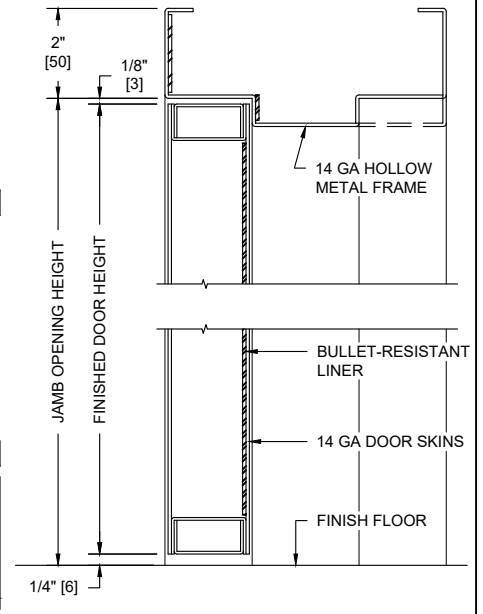 2"
[50]
1/8"
[3]
14 GA HOLLOW
METAL FRAME
JAMB OPENING HEIGHT
FINISHED DOOR HEIGHT
BULLET-RESISTANT
LINER
14 GA DOOR SKINS
FINISH FLOOR
1/4" [6]